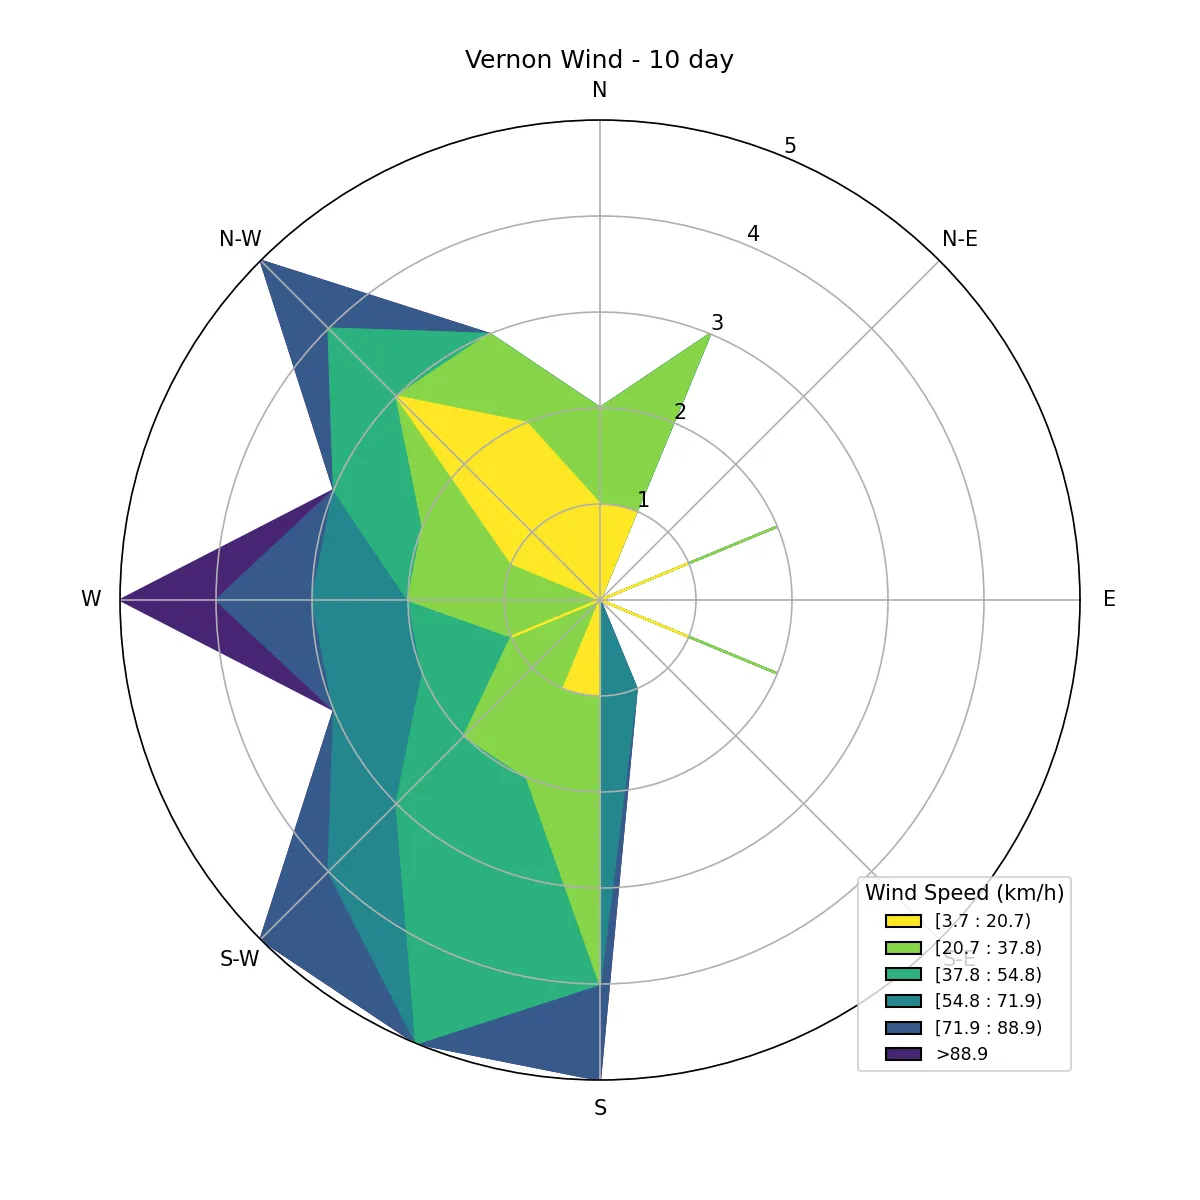 Vernon Wind - 10 day
N
5
N-W
N-E
4
3
2
1
W
E
S-W
S-E
S
Wind Speed (km/h)
[3.7 : 20.7)
[20.7 : 37.8)
[37.8 : 54.8)
[54.8 : 71.9)
[71.9 : 88.9)
>88.9